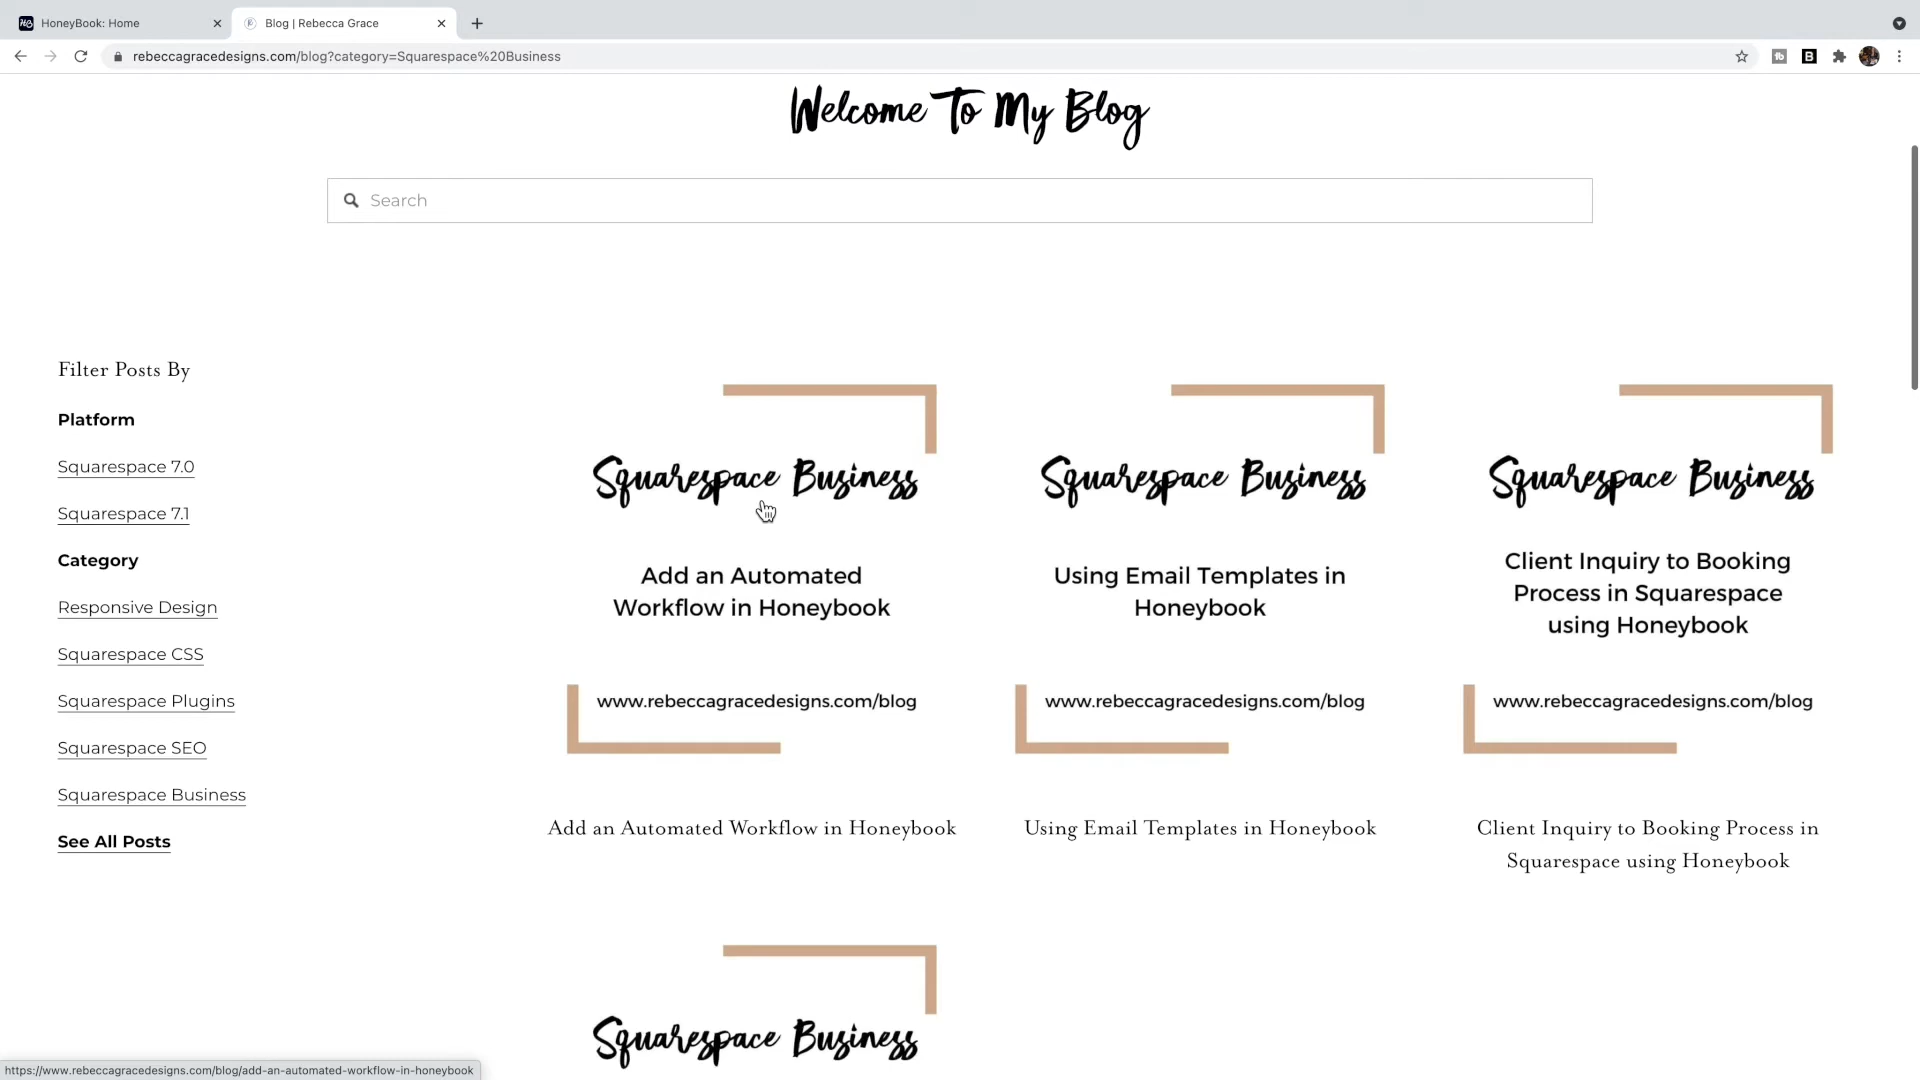 HoneyBook: Home
Blog | Rebecca Grace
rebeccagracedesigns.com/blog?category=Squarespace%20Business
Welcome To My Blog
Search
Filter Posts By
Platform
Squarespace 7.0
Squarespace 7.1
Category
Responsive Design
Squarespace CSS
Squarespace Plugins
Squarespace SEO
Squarespace Business
See All Posts
Squarespace Business
Add an Automated
Workflow in Honeybook
www.rebeccagracedesigns.com/blog
Add an Automated Workflow in Honeybook
Squarespace Business
Using Email Templates in
Honeybook
www.rebeccagracedesigns.com/blog
Using Email Templates in Honeybook
Squarespace Business
Client Inquiry to Booking
Process in Squarespace
using Honeybook
www.rebeccagracedesigns.com/blog
Client Inquiry to Booking Process in
Squarespace using Honeybook
Squarespace Business
https://www.rebeccagracedesigns.com/blog/add-an-automated-workflow-in-honeybook